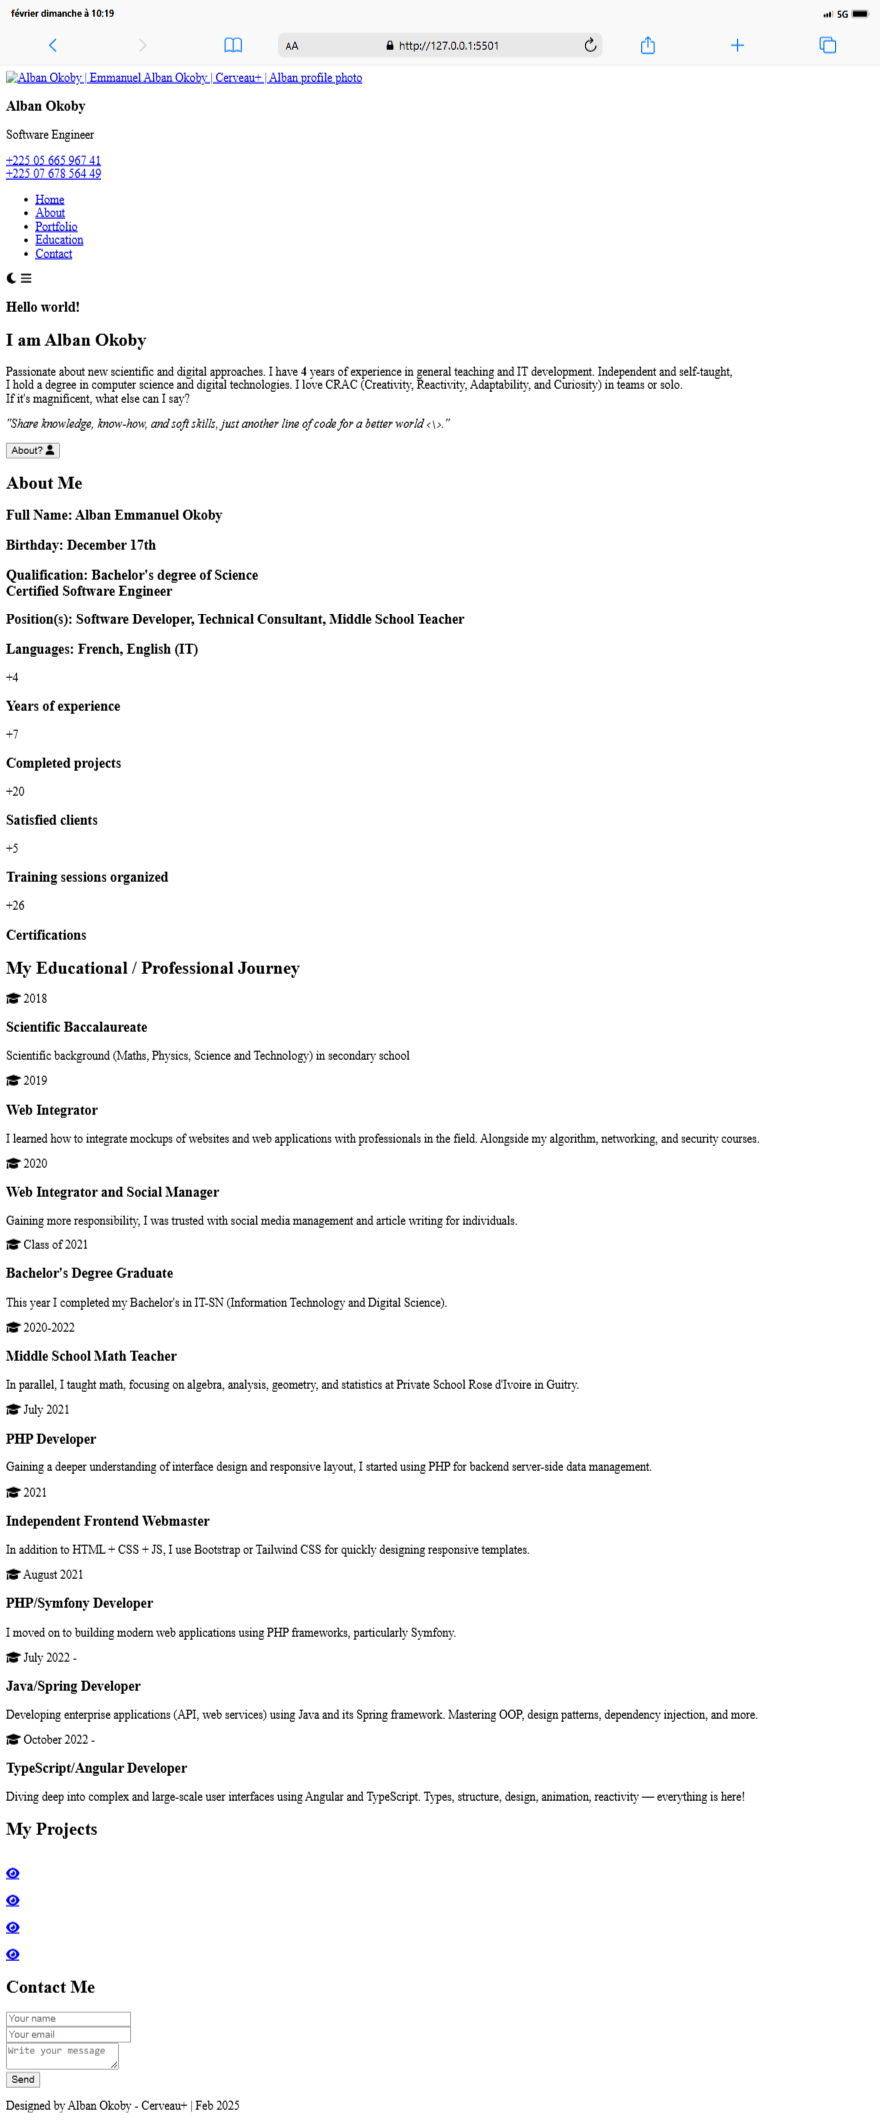 février dimanche à 10:19
5G
AA
http://127.0.0.1:5501
Alban Okoby | Emmanuel Alban Okoby | Cerveau+ | Alban profile photo
Alban Okoby
Software Engineer
+225 05 665 967 41
+225 07 678 564 49
Home
About
Portfolio
Education
Contact
Hello world!
I am Alban Okoby
Passionate about new scientific and digital approaches. I have 4 years of experience in general teaching and IT development. Independent and self-taught,
I hold a degree in computer science and digital technologies. I love CRAC (Creativity, Reactivity, Adaptability, and Curiosity) in teams or solo.
If it's magnificent, what else can I say?
"Share knowledge, know-how, and soft skills, just another line of code for a better world <\>."
About?
About Me
Full Name: Alban Emmanuel Okoby
Birthday: December 17th
Qualification: Bachelor's degree of Science
Certified Software Engineer
Position(s): Software Developer, Technical Consultant, Middle School Teacher
Languages: French, English (IT)
+4
Years of experience
+7
Completed projects
+20
Satisfied clients
+5
Training sessions organized
+26
Certifications
My Educational / Professional Journey
2018
Scientific Baccalaureate
Scientific background (Maths, Physics, Science and Technology) in secondary school
2019
Web Integrator
I learned how to integrate mockups of websites and web applications with professionals in the field. Alongside my algorithm, networking, and security courses.
2020
Web Integrator and Social Manager
Gaining more responsibility, I was trusted with social media management and article writing for individuals.
Class of 2021
Bachelor's Degree Graduate
This year I completed my Bachelor's in IT-SN (Information Technology and Digital Science).
2020-2022
Middle School Math Teacher
In parallel, I taught math, focusing on algebra, analysis, geometry, and statistics at Private School Rose d'Ivoire in Guitry.
July 2021
PHP Developer
Gaining a deeper understanding of interface design and responsive layout, I started using PHP for backend server-side data management.
2021
Independent Frontend Webmaster
In addition to HTML + CSS + JS, I use Bootstrap or Tailwind CSS for quickly designing responsive templates.
August 2021
PHP/Symfony Developer
I moved on to building modern web applications using PHP frameworks, particularly Symfony.
July 2022 -
Java/Spring Developer
Developing enterprise applications (API, web services) using Java and its Spring framework. Mastering OOP, design patterns, dependency injection, and more.
October 2022 -
TypeScript/Angular Developer
Diving deep into complex and large-scale user interfaces using Angular and TypeScript. Types, structure, design, animation, reactivity — everything is here!
My Projects
Contact Me
Your name
Your email
Write your message
Send
Designed by Alban Okoby - Cerveau+ | Feb 2025